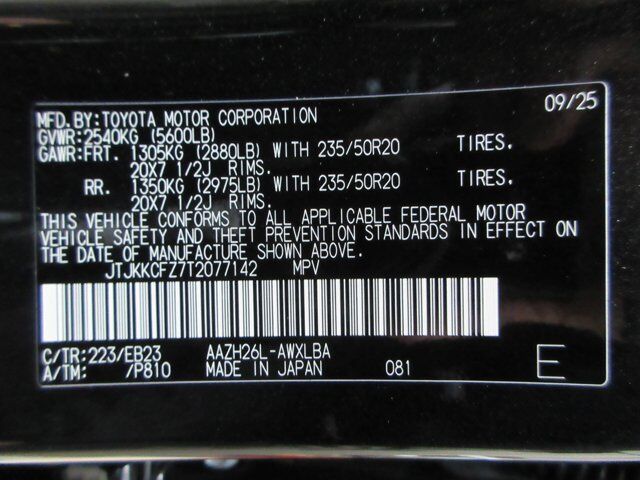 09/25
MFD.BY:TOYOTA MOTOR CORPORATION
GVWR:2540KG (5600LB)
GAWR:FRT. 1305KG (2880LB) WITH 235/50R20 TIRES.
20X7 1/2J RIMS.
RR. 1350KG (2975LB) WITH 235/50R20 TIRES.
20X7 1/2J RIMS.
THIS VEHICLE CONFORMS TO ALL APPLICABLE FEDERAL MOTOR
VEHICLE SAFETY AND THEFT PREVENTION STANDARDS IN EFFECT ON
THE DATE OF MANUFACTURE SHOWN ABOVE.
JTJKKCFZ7T2077142 MPV
C/TR:223/EB23 AAZH26L-AWXLBA
A/TM: /P810 MADE IN JAPAN 081 E